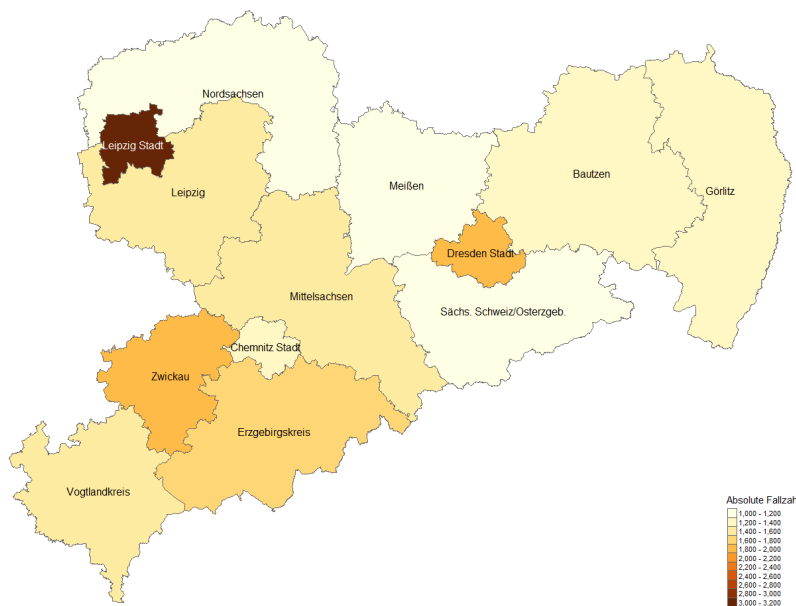 Nordsachsen
Leipzig Stadt
Leipzig
Meißen
Bautzen
Görlitz
Dresden Stadt
Mittelsachsen
Sächs. Schweiz/Osterzgeb.
Chemnitz Stadt
Zwickau
Erzgebirgskreis
Vogtlandkreis
Absolute Fallzah
1,000 - 1,200
1,200 - 1,400
1,400 - 1,600
1,600 - 1,800
1,800 - 2,000
2,000 - 2,200
2,200 - 2,400
2,400 - 2,600
2,600 - 2,800
2,800 - 3,000
3,000 - 3,200